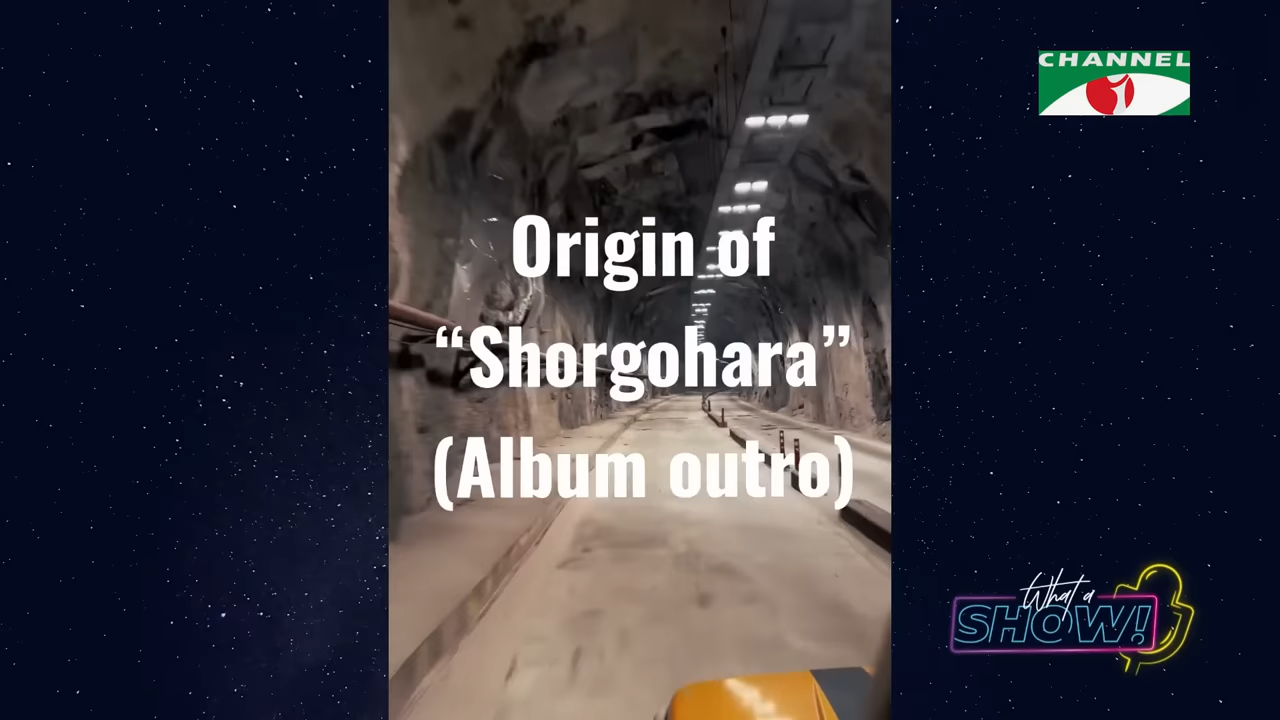 CHANNEL
Origin of
“Shorgohara”
(Album outro)
What a
SHOW!